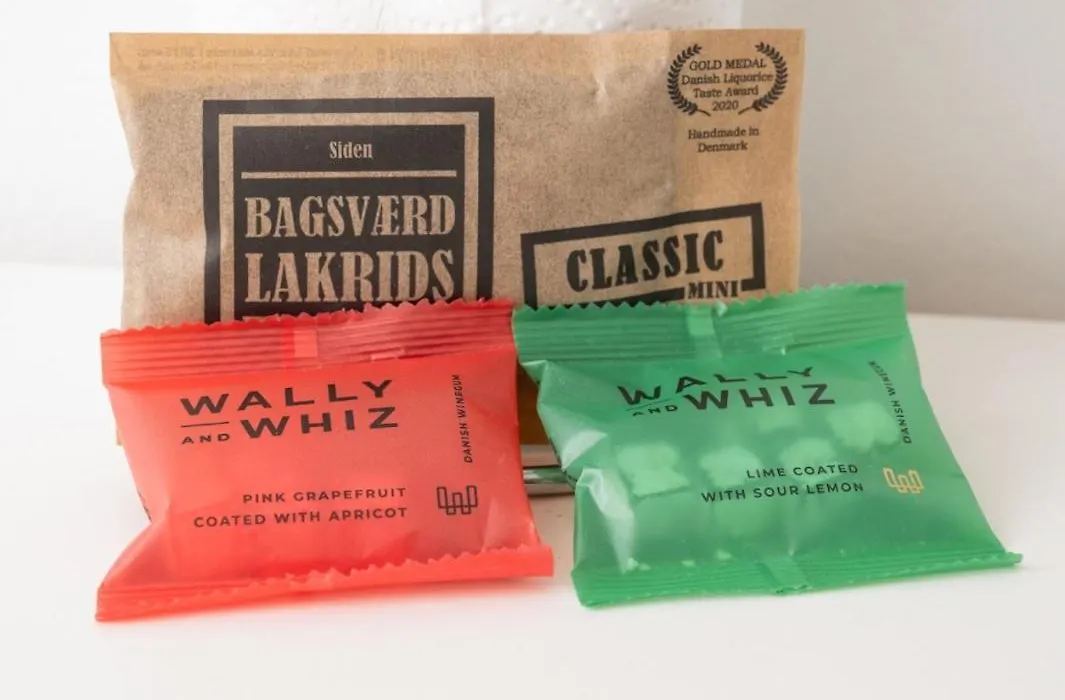 GOLD MEDAL
Danish Liquorice
Taste Award
2020
Handmade in
Denmark
Siden
BAGSVÆRD
LAKRIDS
CLASSIC
MINI
WALLY
AND WHIZ
DANISH WINEGUM
PINK GRAPEFRUIT
COATED WITH APRICOT
WALLY
AND WHIZ
DANISH WINEGUM
LIME COATED
WITH SOUR LEMON